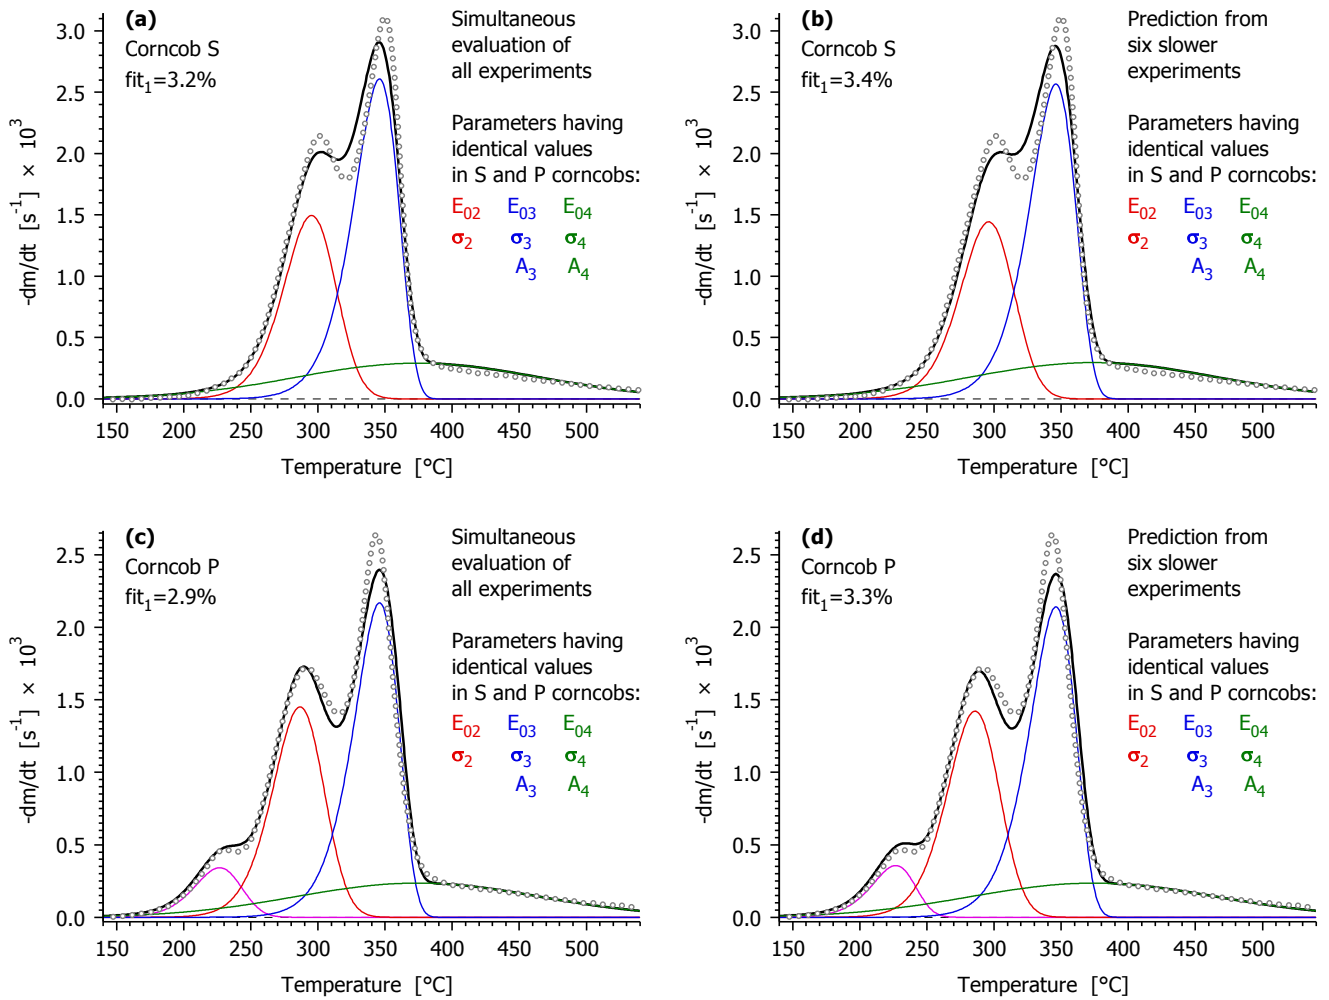 (a)
Corncob S
fit₁=3.2%
Simultaneous
evaluation of
all experiments
Parameters having
identical values
in S and P corncobs:
E₀₂ E₀₃ E₀₄
σ₂ σ₃ σ₄
A₃ A₄
-dm/dt [s⁻¹] × 10³
3.0
2.5
2.0
1.5
1.0
0.5
0.0
150 200 250 300 350 400 450 500
Temperature [°C]
(b)
Corncob S
fit₁=3.4%
Prediction from
six slower
experiments
Parameters having
identical values
in S and P corncobs:
E₀₂ E₀₃ E₀₄
σ₂ σ₃ σ₄
A₃ A₄
-dm/dt [s⁻¹] × 10³
3.0
2.5
2.0
1.5
1.0
0.5
0.0
150 200 250 300 350 400 450 500
Temperature [°C]
(c)
Corncob P
fit₁=2.9%
Simultaneous
evaluation of
all experiments
Parameters having
identical values
in S and P corncobs:
E₀₂ E₀₃ E₀₄
σ₂ σ₃ σ₄
A₃ A₄
-dm/dt [s⁻¹] × 10³
2.5
2.0
1.5
1.0
0.5
0.0
150 200 250 300 350 400 450 500
Temperature [°C]
(d)
Corncob P
fit₁=3.3%
Prediction from
six slower
experiments
Parameters having
identical values
in S and P corncobs:
E₀₂ E₀₃ E₀₄
σ₂ σ₃ σ₄
A₃ A₄
-dm/dt [s⁻¹] × 10³
2.5
2.0
1.5
1.0
0.5
0.0
150 200 250 300 350 400 450 500
Temperature [°C]